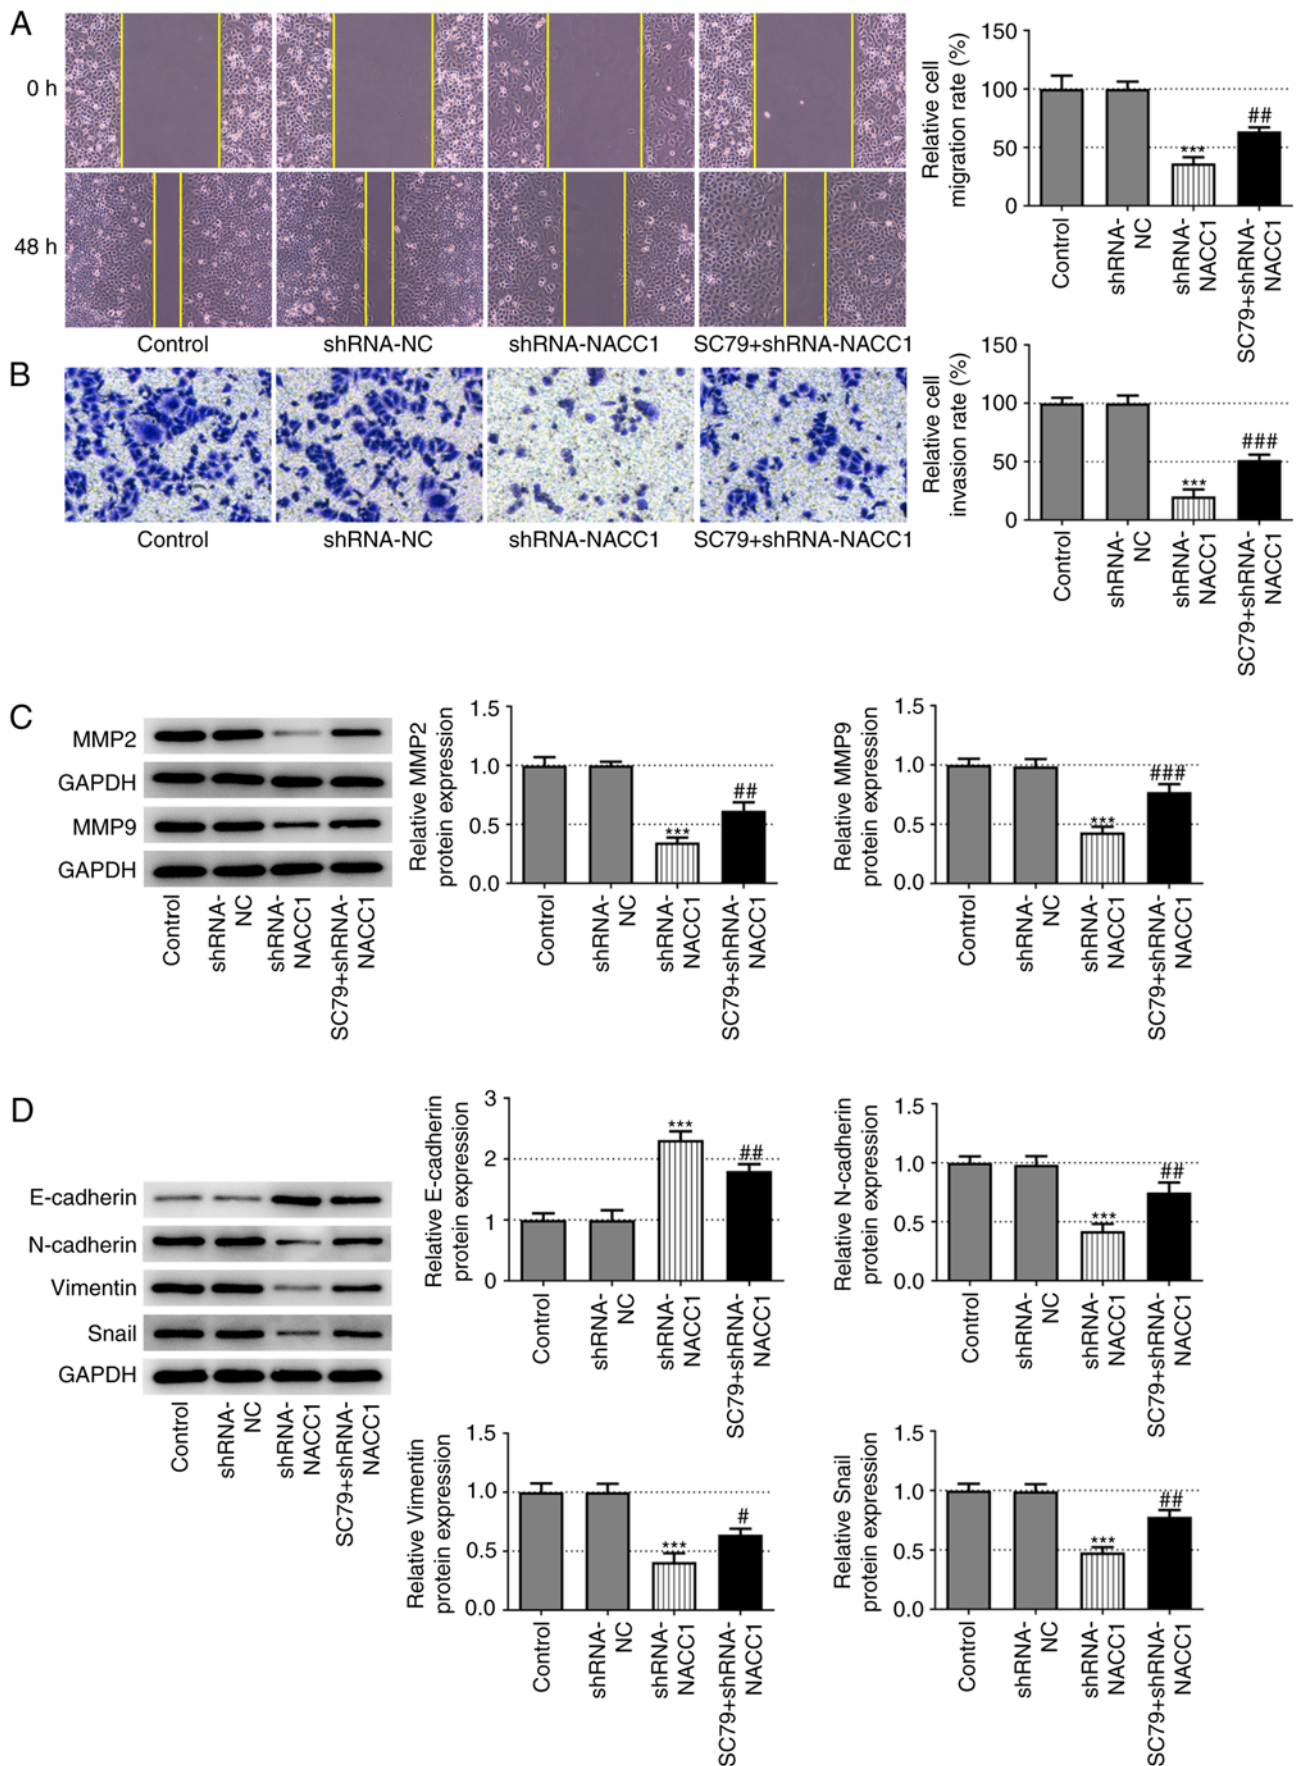 A
0 h
48 h
Control
shRNA-NC
shRNA-NACC1
SC79+shRNA-NACC1
Relative cell
migration rate (%)
150
100
50
0
***
##
Control
shRNA-
NC
shRNA-
NACC1
SC79+shRNA-
NACC1
B
Control
shRNA-NC
shRNA-NACC1
SC79+shRNA-NACC1
Relative cell
invasion rate (%)
150
100
50
0
***
###
Control
shRNA-
NC
shRNA-
NACC1
SC79+shRNA-
NACC1
C
MMP2
GAPDH
MMP9
GAPDH
Control
shRNA-
NC
shRNA-
NACC1
SC79+shRNA-
NACC1
Relative MMP2
protein expression
1.5
1.0
0.5
0.0
***
##
Control
shRNA-
NC
shRNA-
NACC1
SC79+shRNA-
NACC1
Relative MMP9
protein expression
1.5
1.0
0.5
0.0
***
###
Control
shRNA-
NC
shRNA-
NACC1
SC79+shRNA-
NACC1
D
E-cadherin
N-cadherin
Vimentin
Snail
GAPDH
Control
shRNA-
NC
shRNA-
NACC1
SC79+shRNA-
NACC1
Relative E-cadherin
protein expression
3
2
1
0
***
##
Control
shRNA-
NC
shRNA-
NACC1
SC79+shRNA-
NACC1
Relative N-cadherin
protein expression
1.5
1.0
0.5
0.0
***
##
Control
shRNA-
NC
shRNA-
NACC1
SC79+shRNA-
NACC1
Relative Vimentin
protein expression
1.5
1.0
0.5
0.0
***
#
Control
shRNA-
NC
shRNA-
NACC1
SC79+shRNA-
NACC1
Relative Snail
protein expression
1.5
1.0
0.5
0.0
***
##
Control
shRNA-
NC
shRNA-
NACC1
SC79+shRNA-
NACC1